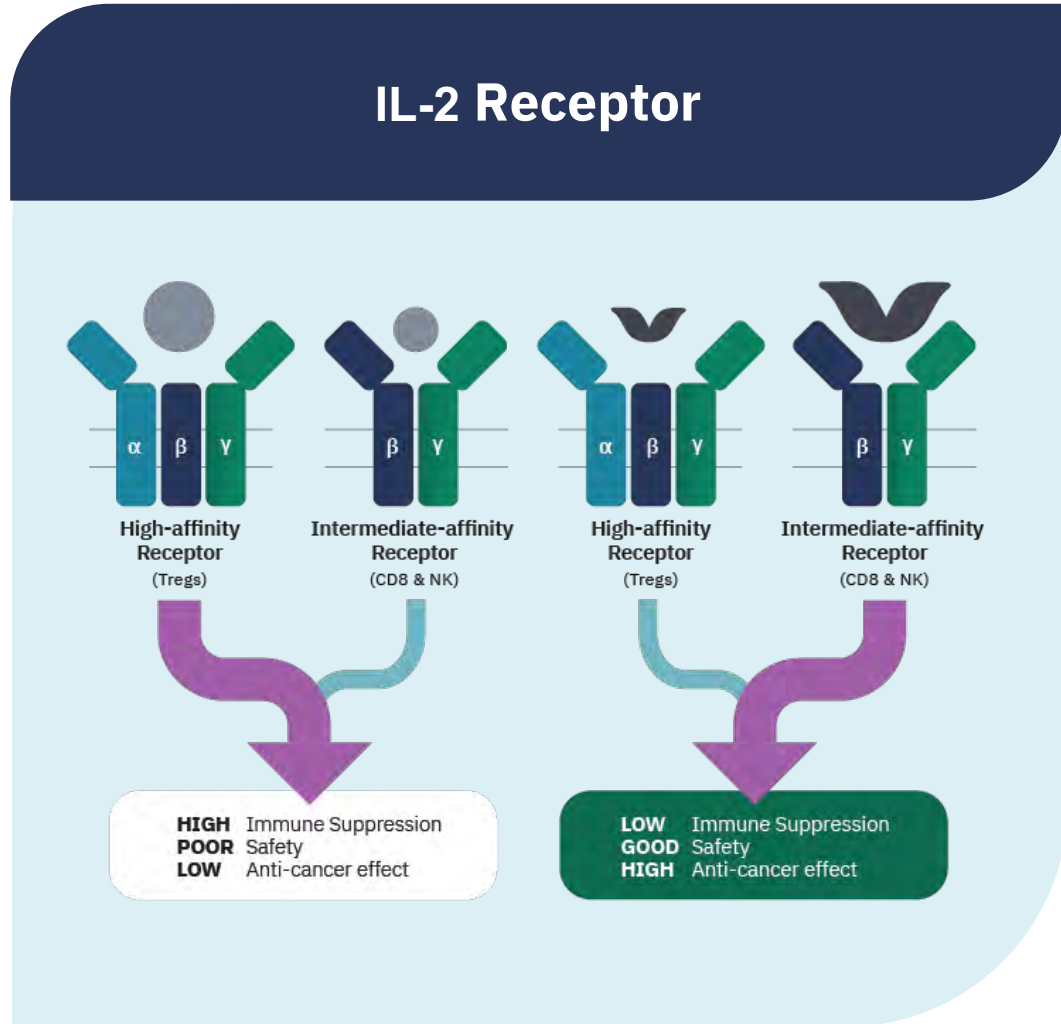 IL-2 Receptor
α β γ
High-affinity
Receptor
(Tregs)
β γ
Intermediate-affinity
Receptor
(CD8 & NK)
α β γ
High-affinity
Receptor
(Tregs)
β γ
Intermediate-affinity
Receptor
(CD8 & NK)
HIGH Immune Suppression
POOR Safety
LOW Anti-cancer effect
LOW Immune Suppression
GOOD Safety
HIGH Anti-cancer effect